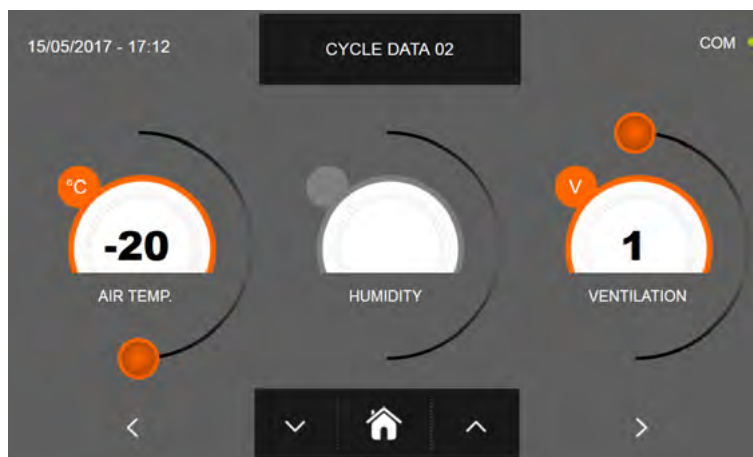 15/05/2017 - 17:12
CYCLE DATA 02
COM
°C
-20
AIR TEMP.
HUMIDITY
V
1
VENTILATION